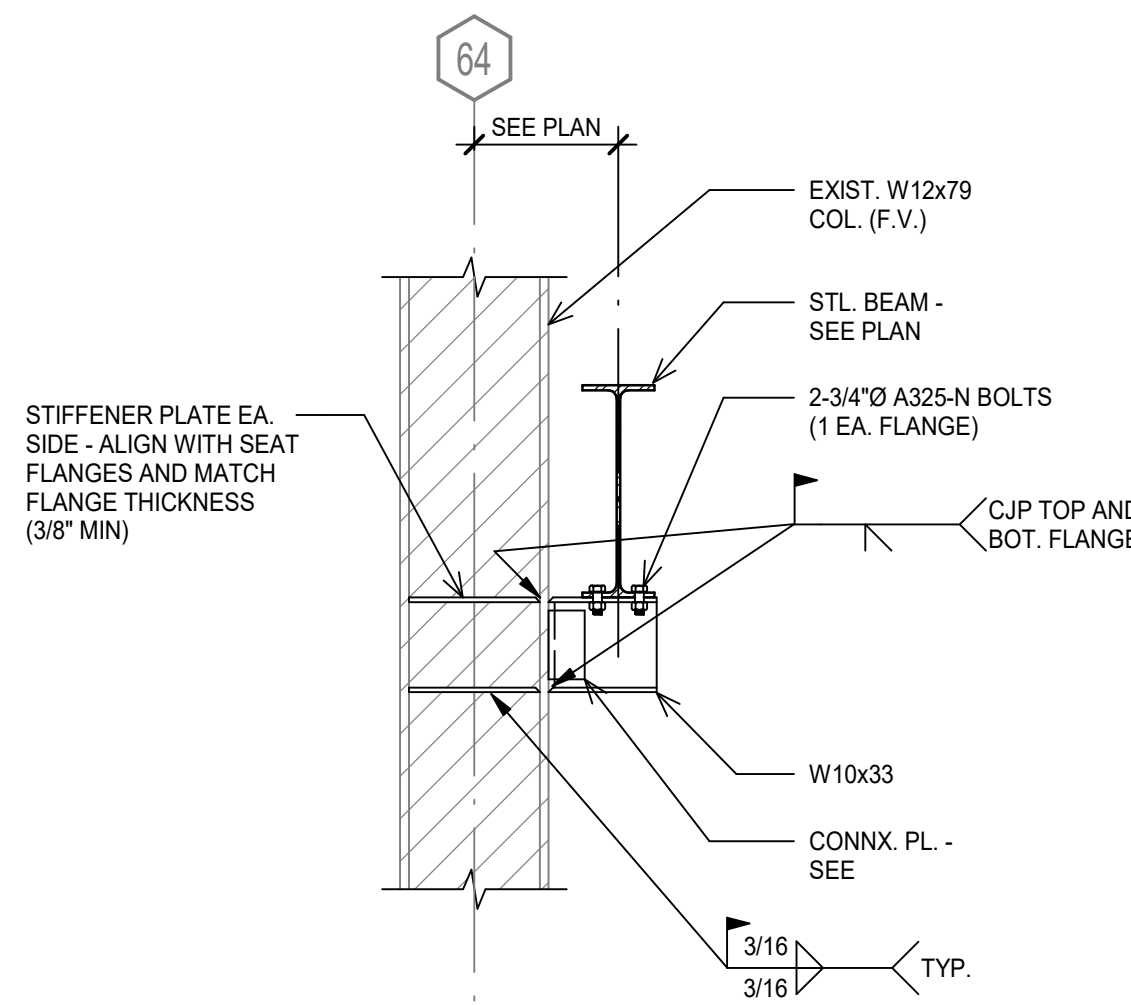 64
SEE PLAN
EXIST. W12x79
COL. (F.V.)
STL. BEAM -
SEE PLAN
2-3/4"Ø A325-N BOLTS
(1 EA. FLANGE)
STIFFENER PLATE EA.
SIDE - ALIGN WITH SEAT
FLANGES AND MATCH
FLANGE THICKNESS
(3/8" MIN)
CJP TOP AND
BOT. FLANGE
W10x33
CONNX. PL. -
SEE
3/16
3/16
TYP.